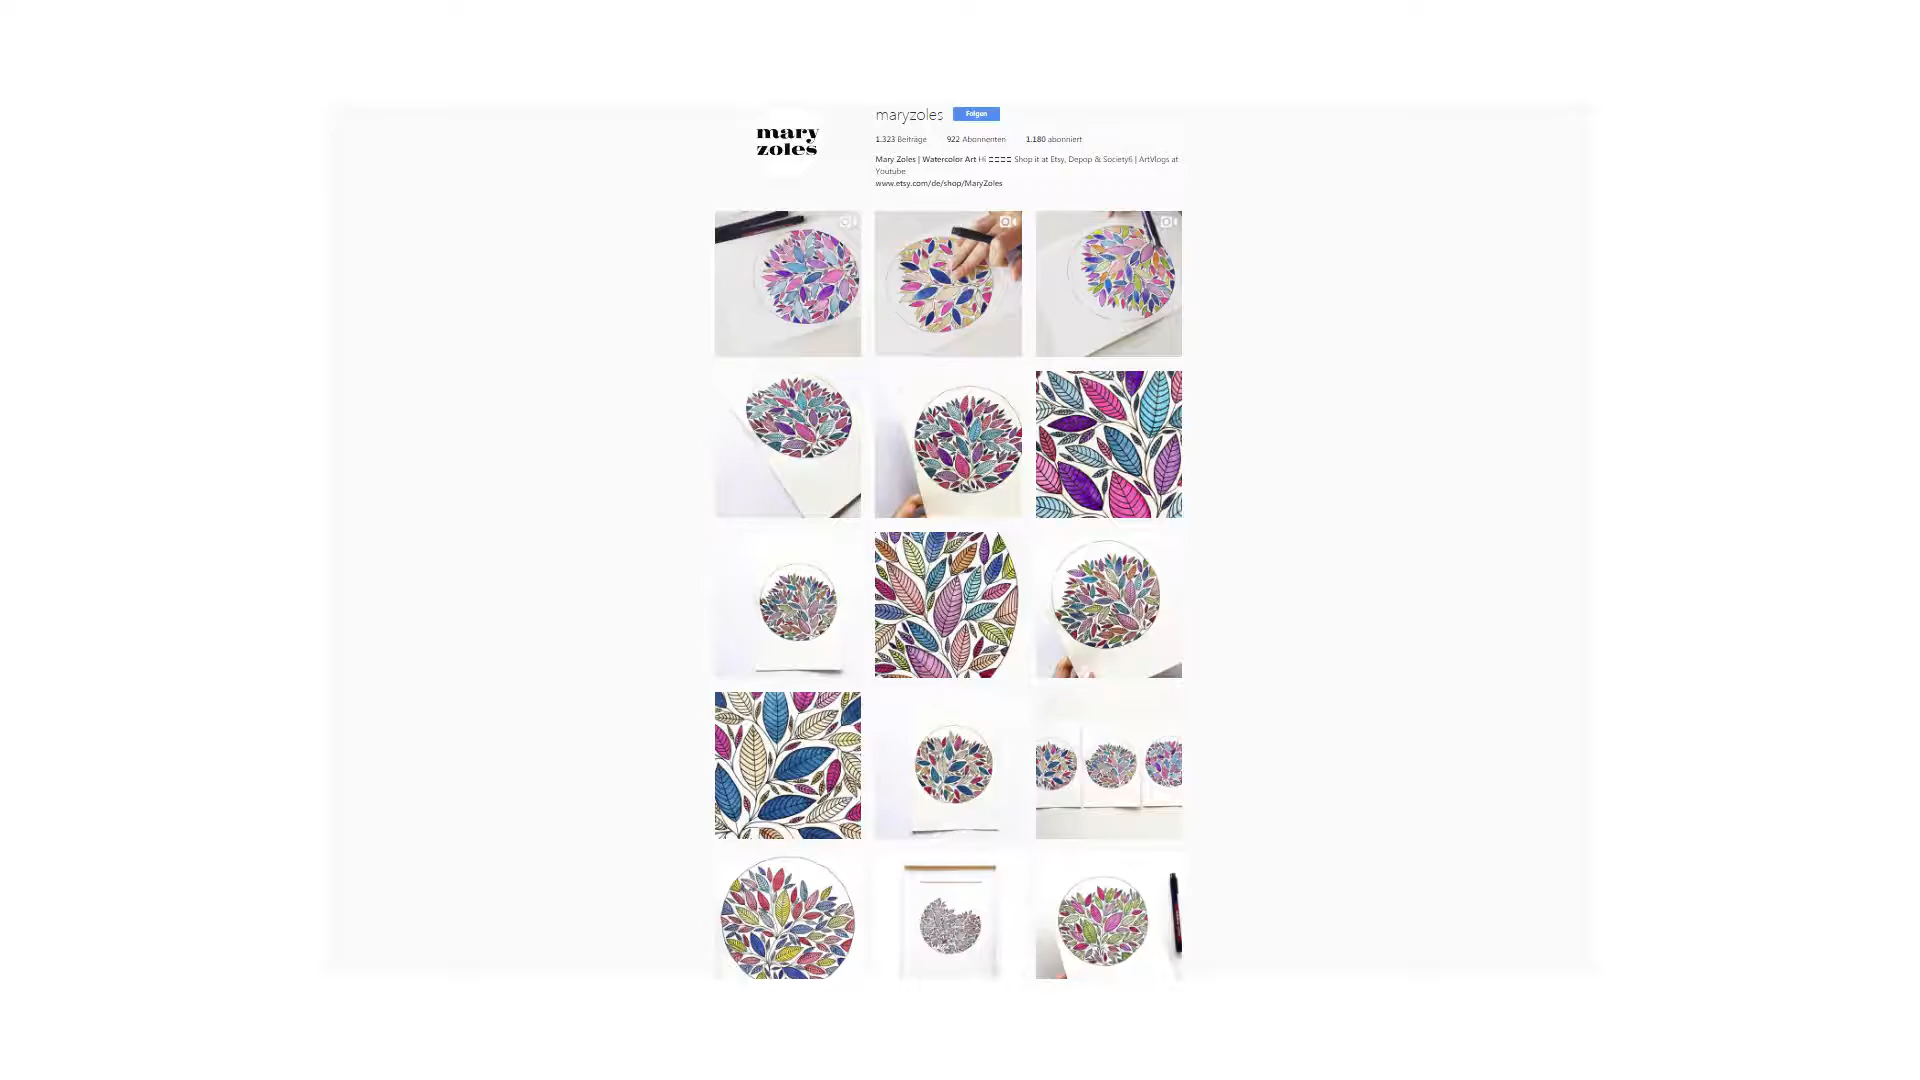 mary
zoles
maryzoles Folgen
1.323 Beiträge 922 Abonnenten 1.180 abonniert
Mary Zoles | Watercolor Art Hi Shop it at Etsy, Depop & Society6 | ArtVlogs at
Youtube
www.etsy.com/de/shop/MaryZoles